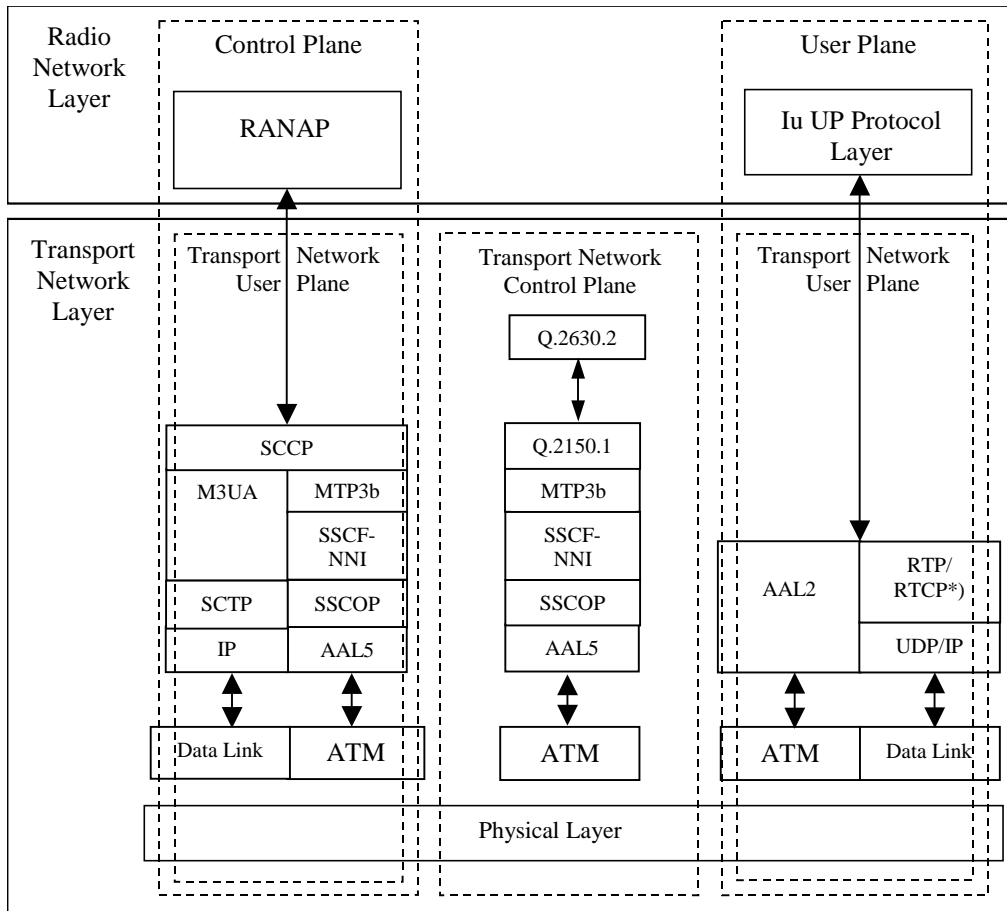 Radio
Network
Layer
Control Plane
User Plane
RANAP
Iu UP Protocol
Layer
Transport
Network
Layer
Transport Network
User Plane
Transport Network
Control Plane
Transport Network
User Plane
Q.2630.2
SCCP
M3UA
MTP3b
SSCF-
NNI
SCTP
SSCOP
IP
AAL5
Q.2150.1
MTP3b
SSCF-
NNI
SSCOP
AAL5
AAL2
RTP/
RTCP*)
UDP/IP
Data Link
ATM
ATM
ATM
Data Link
Physical Layer